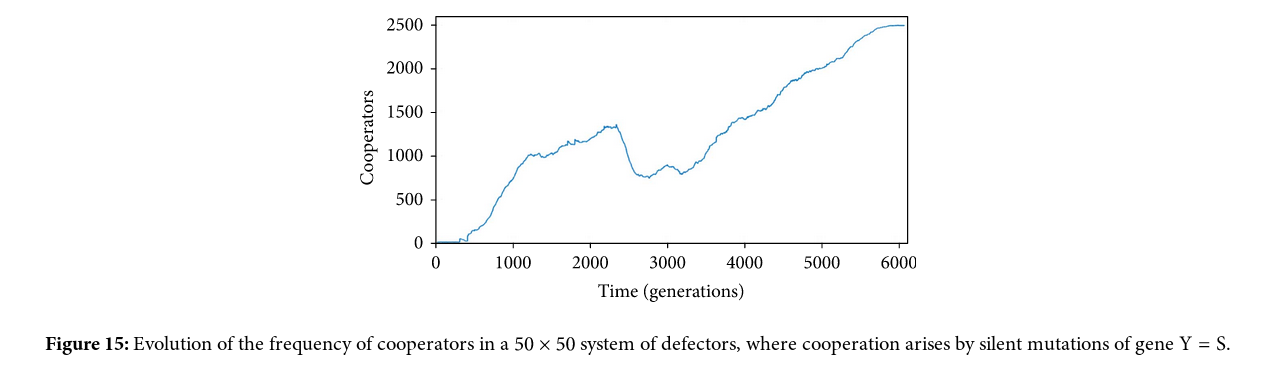 2500
2000
1500
1000
500
0
Cooperators
0 1000 2000 3000 4000 5000 6000
Time (generations)
Figure 15: Evolution of the frequency of cooperators in a 50 × 50 system of defectors, where cooperation arises by silent mutations of gene Y = S.